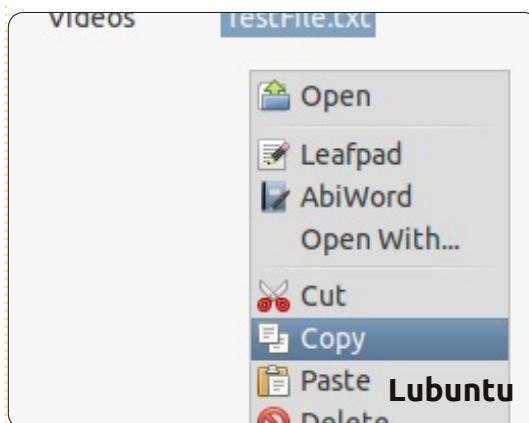 Videos TestFile.txt
Open
Leafpad
AbiWord
Open With...
Cut
Copy
Paste
Lubuntu
Delete